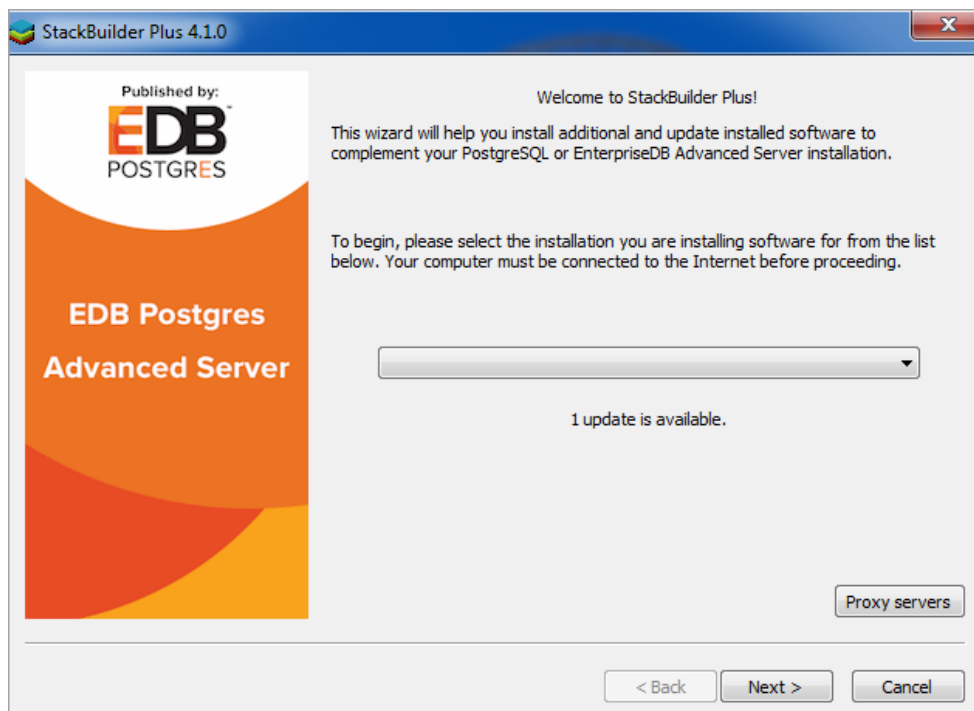 StackBuilder Plus 4.1.0
Published by:
EDB™
POSTGRES
EDB Postgres
Advanced Server
Welcome to StackBuilder Plus!
This wizard will help you install additional and update installed software to
complement your PostgreSQL or EnterpriseDB Advanced Server installation.
To begin, please select the installation you are installing software for from the list
below. Your computer must be connected to the Internet before proceeding.
1 update is available.
Proxy servers
< Back
Next >
Cancel